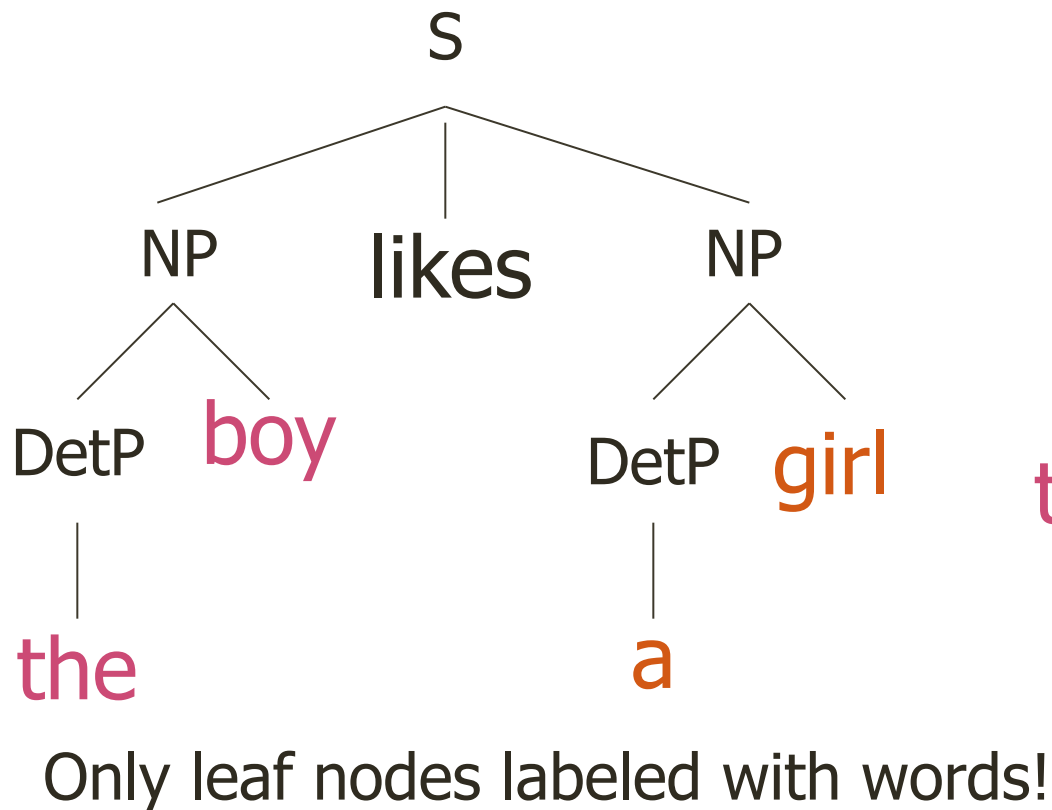 S
NP likes NP
DetP boy DetP girl
the a
Only leaf nodes labeled with words!